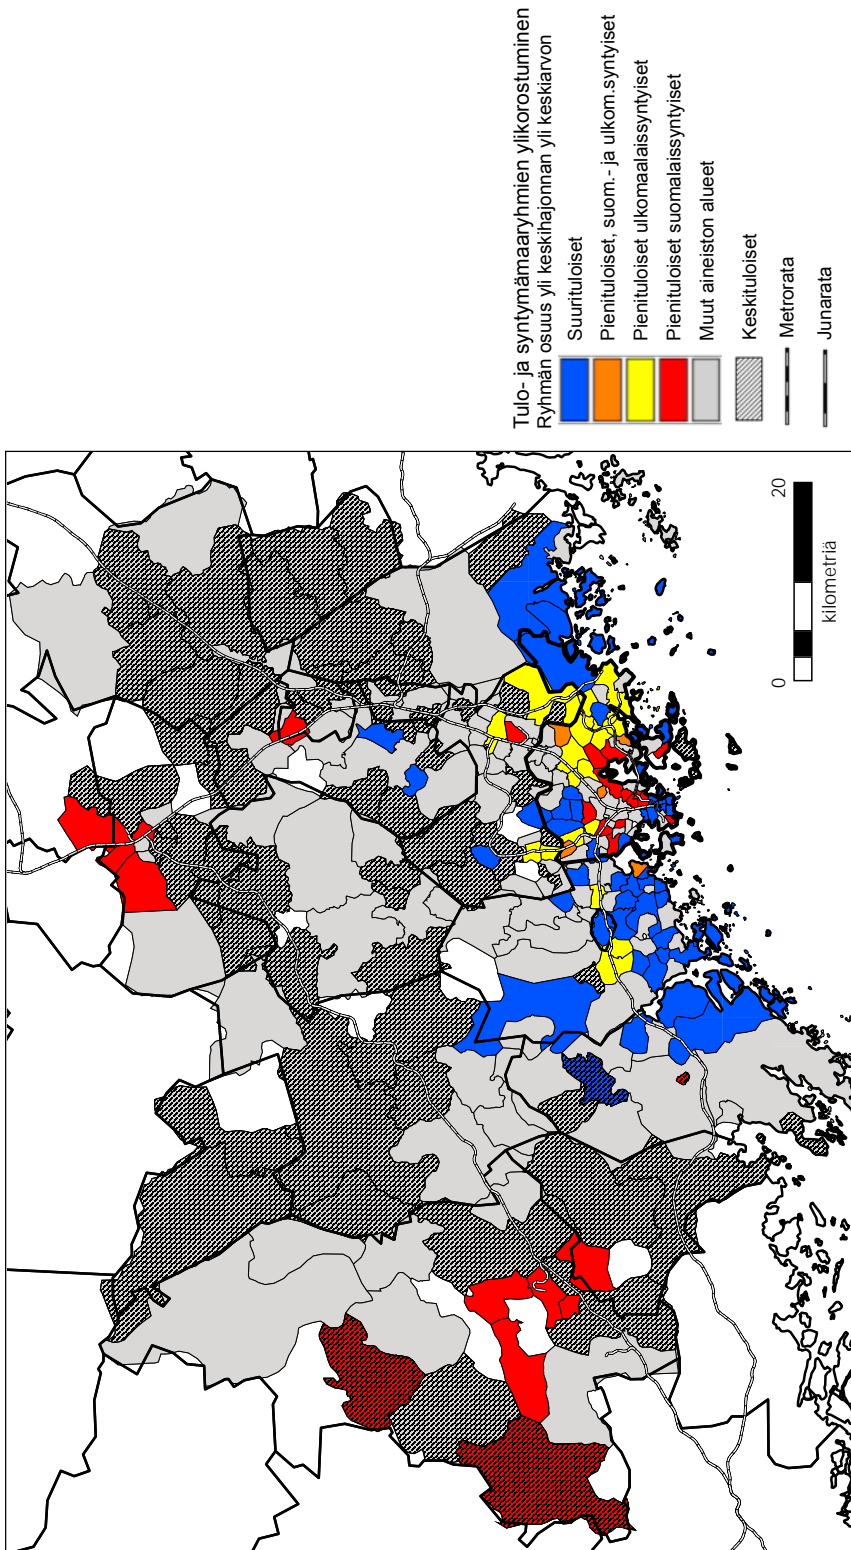 Tulo- ja syntymämaaryhmien ylikorostuminen
Ryhmän osuus yli keskihajonnan yli keskiarvon
Suurituloiset
Pienituloiset, suom.- ja ulkom.syntyiset
Pienituloiset ulkomaalaissyntyiset
Pienituloiset suomalaissyntyiset
Muut aineiston alueet
Keskituloiset
Metrorata
Junarata
0 20
kilometriä